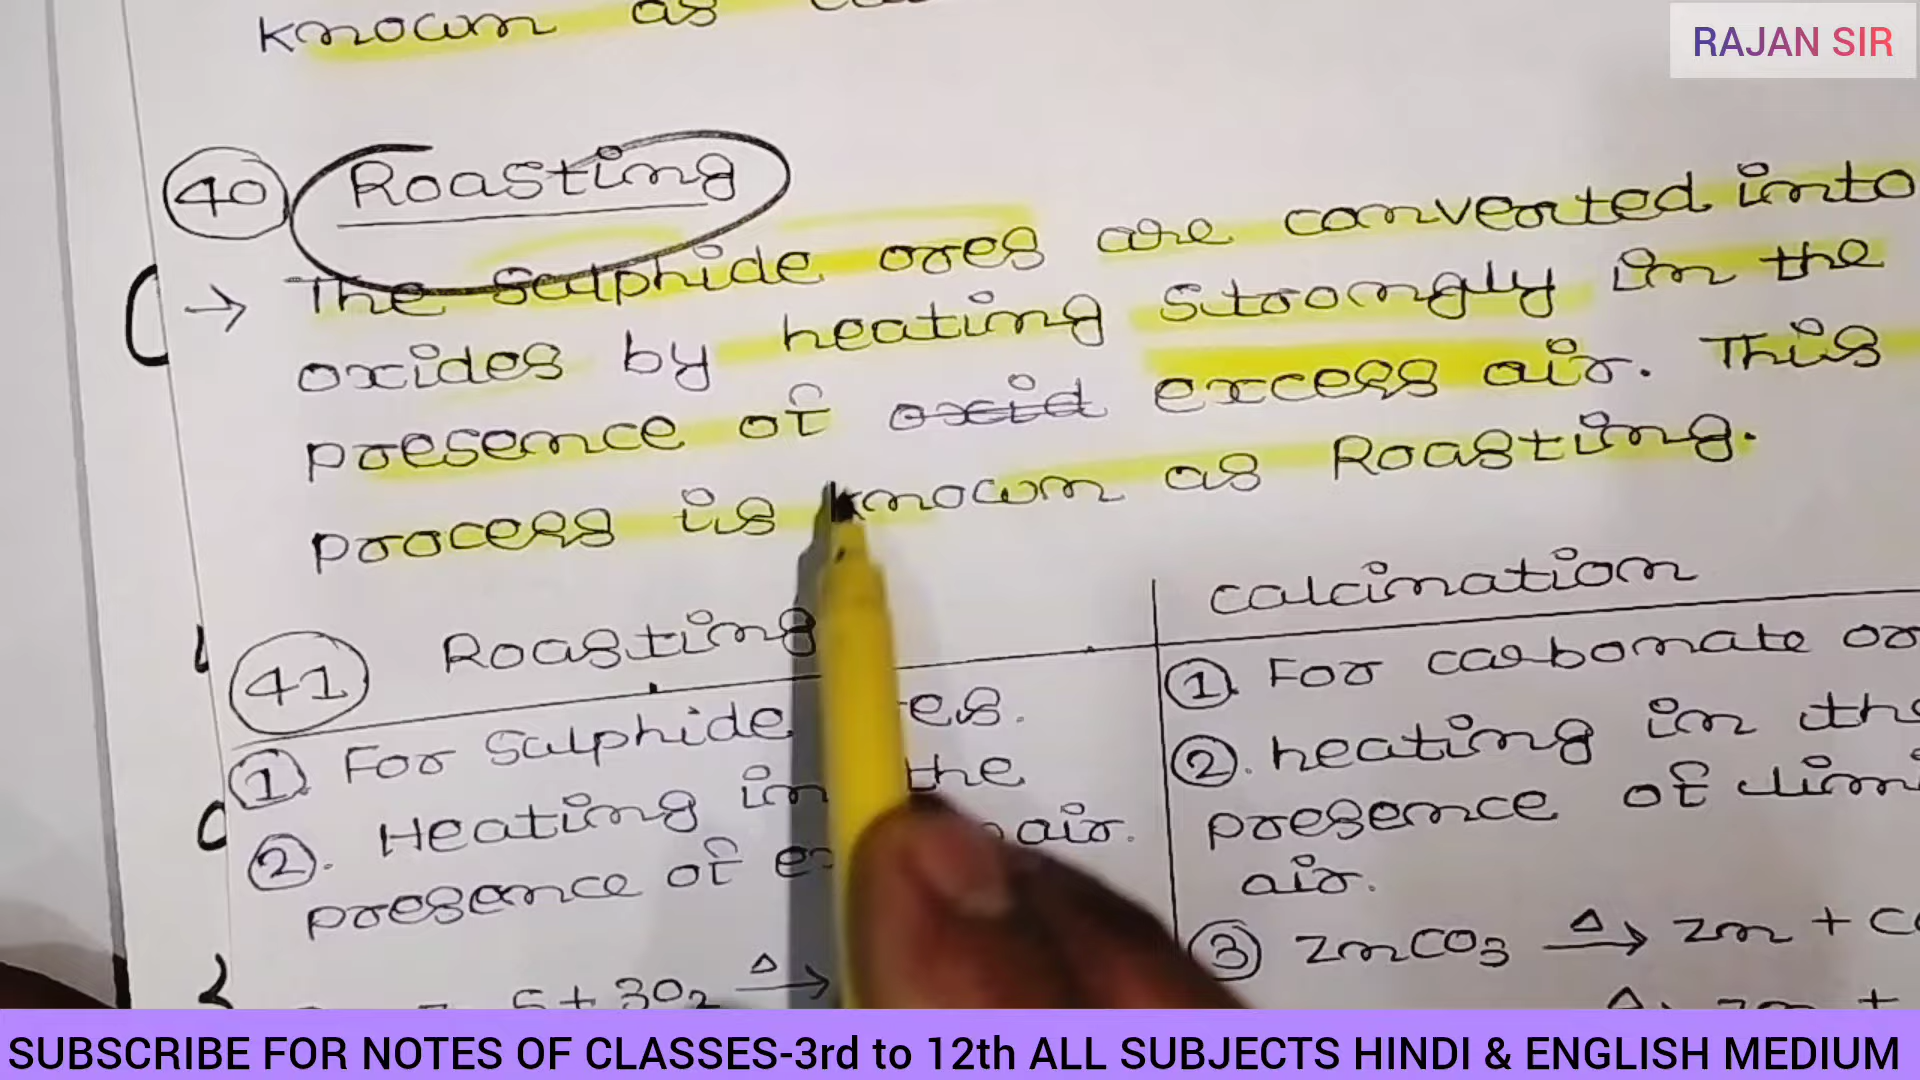 known as
RAJAN SIR
40 Roasting
→ The Sulphide ores are converted into
oxides by heating strongly in the
presence of oxid excess air. This
process is known as Roasting.
41 Roasting
1. For Sulphide
2. Heating in the
presence of air.
S + 3O₂ Δ→
Calcination
1. For carbonate
2. heating in the
presence of
air.
3 ZnCO₃ Δ→ Zn +
SUBSCRIBE FOR NOTES OF CLASSES-3rd to 12th ALL SUBJECTS HINDI & ENGLISH MEDIUM